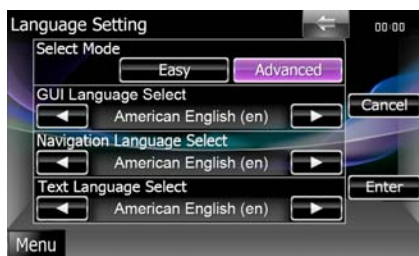 Language Setting
00:00
Select Mode
Easy
Advanced
GUI Language Select
American English (en)
Cancel
Navigation Language Select
American English (en)
Text Language Select
Enter
American English (en)
Menu